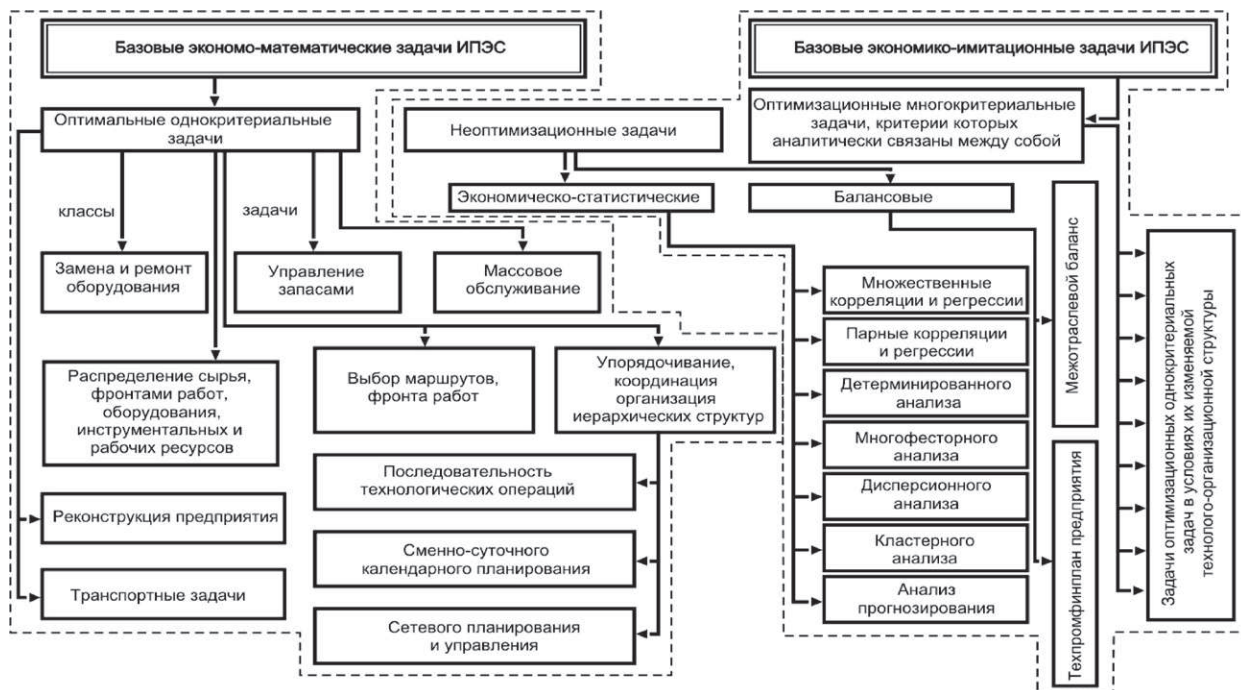 Базовые экономо-математические задачи ИПЭС
Базовые экономико-имитационные задачи ИПЭС
Оптимальные однокритериальные
задачи
Неоптимизационные задачи
Оптимизационные многокритериальные
задачи, критерии которых
аналитически связаны между собой
классы
задачи
Экономическо-статистические
Балансовые
Замена и ремонт
оборудования
Управление
запасами
Массовое
обслуживание
Распределение сырья,
фронтами работ,
оборудования,
инструментальных и
рабочих ресурсов
Выбор маршрутов,
фронта работ
Упорядочивание,
координация
организация
иерархических структур
Реконструкция предприятия
Транспортные задачи
Последовательность
технологических операций
Сменно-суточного
календарного планирования
Сетевого планирования
и управления
Множественные
корреляции и регрессии
Парные корреляции
и регрессии
Детерминированного
анализа
Многофесторного
анализа
Дисперсионного
анализа
Кластерного
анализа
Анализ
прогнозирования
Межотраслевой баланс
Техпромфинплан предприятия
Задачи оптимизационных однокритериальных
задач в условиях их изменяемой
технолого-организационной структуры